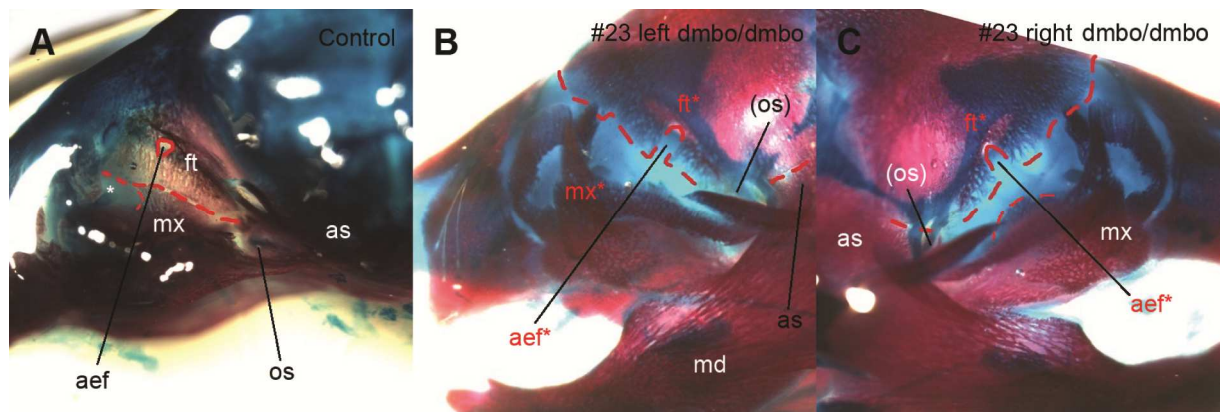 A
Control
ft
*
mx
as
aef
os
B
#23 left dmbo/dmbo
ft*
(os)
mx*
aef*
as
md
C
#23 right dmbo/dmbo
ft*
(os)
as
mx
aef*